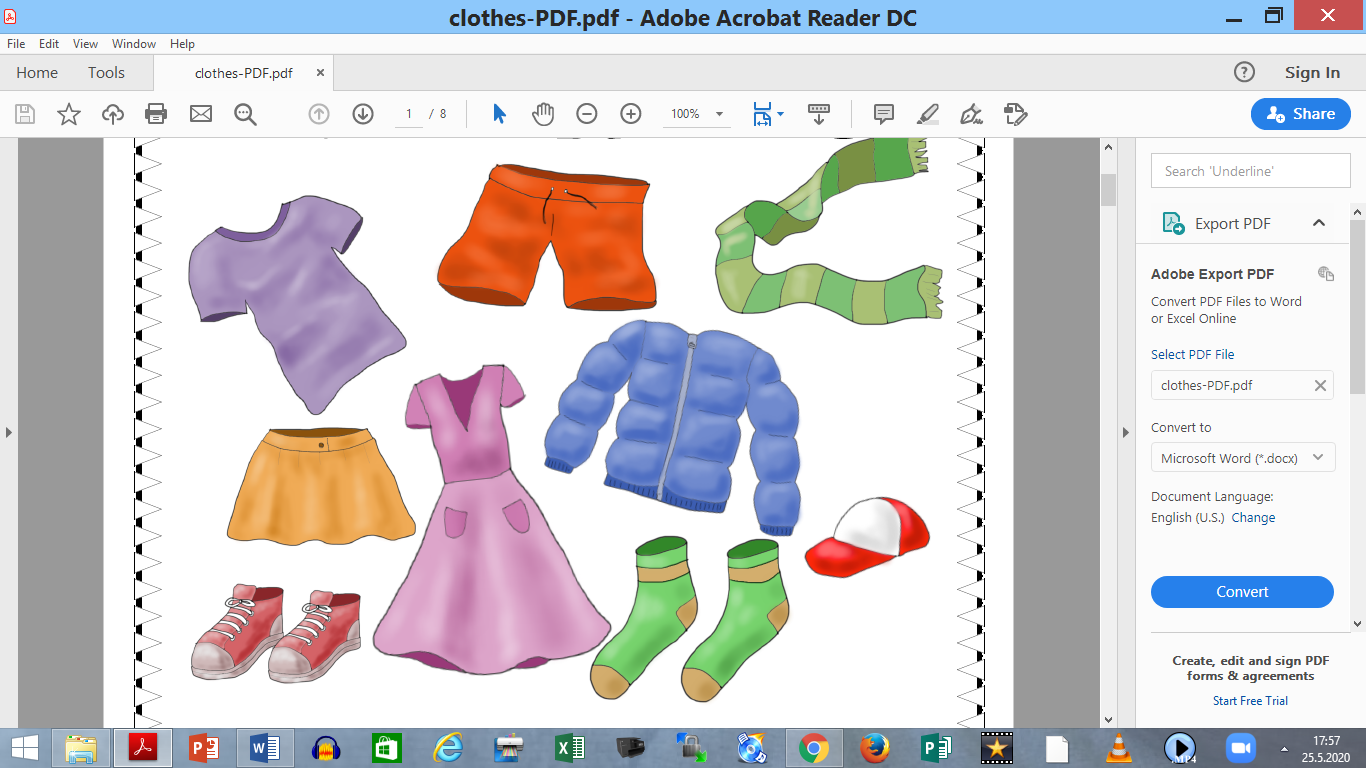 clothes-PDF.pdf - Adobe Acrobat Reader DC
File Edit View Window Help
Home Tools clothes-PDF.pdf × ? Sign In
1 / 8 100% Share
Search 'Underline'
Export PDF
Adobe Export PDF
Convert PDF Files to Word
or Excel Online
Select PDF File
clothes-PDF.pdf
Convert to
Microsoft Word (*.docx)
Document Language:
English (U.S.) Change
Convert
Create, edit and sign PDF
forms & agreements
Start Free Trial
MP4
17:57
25.5.2020